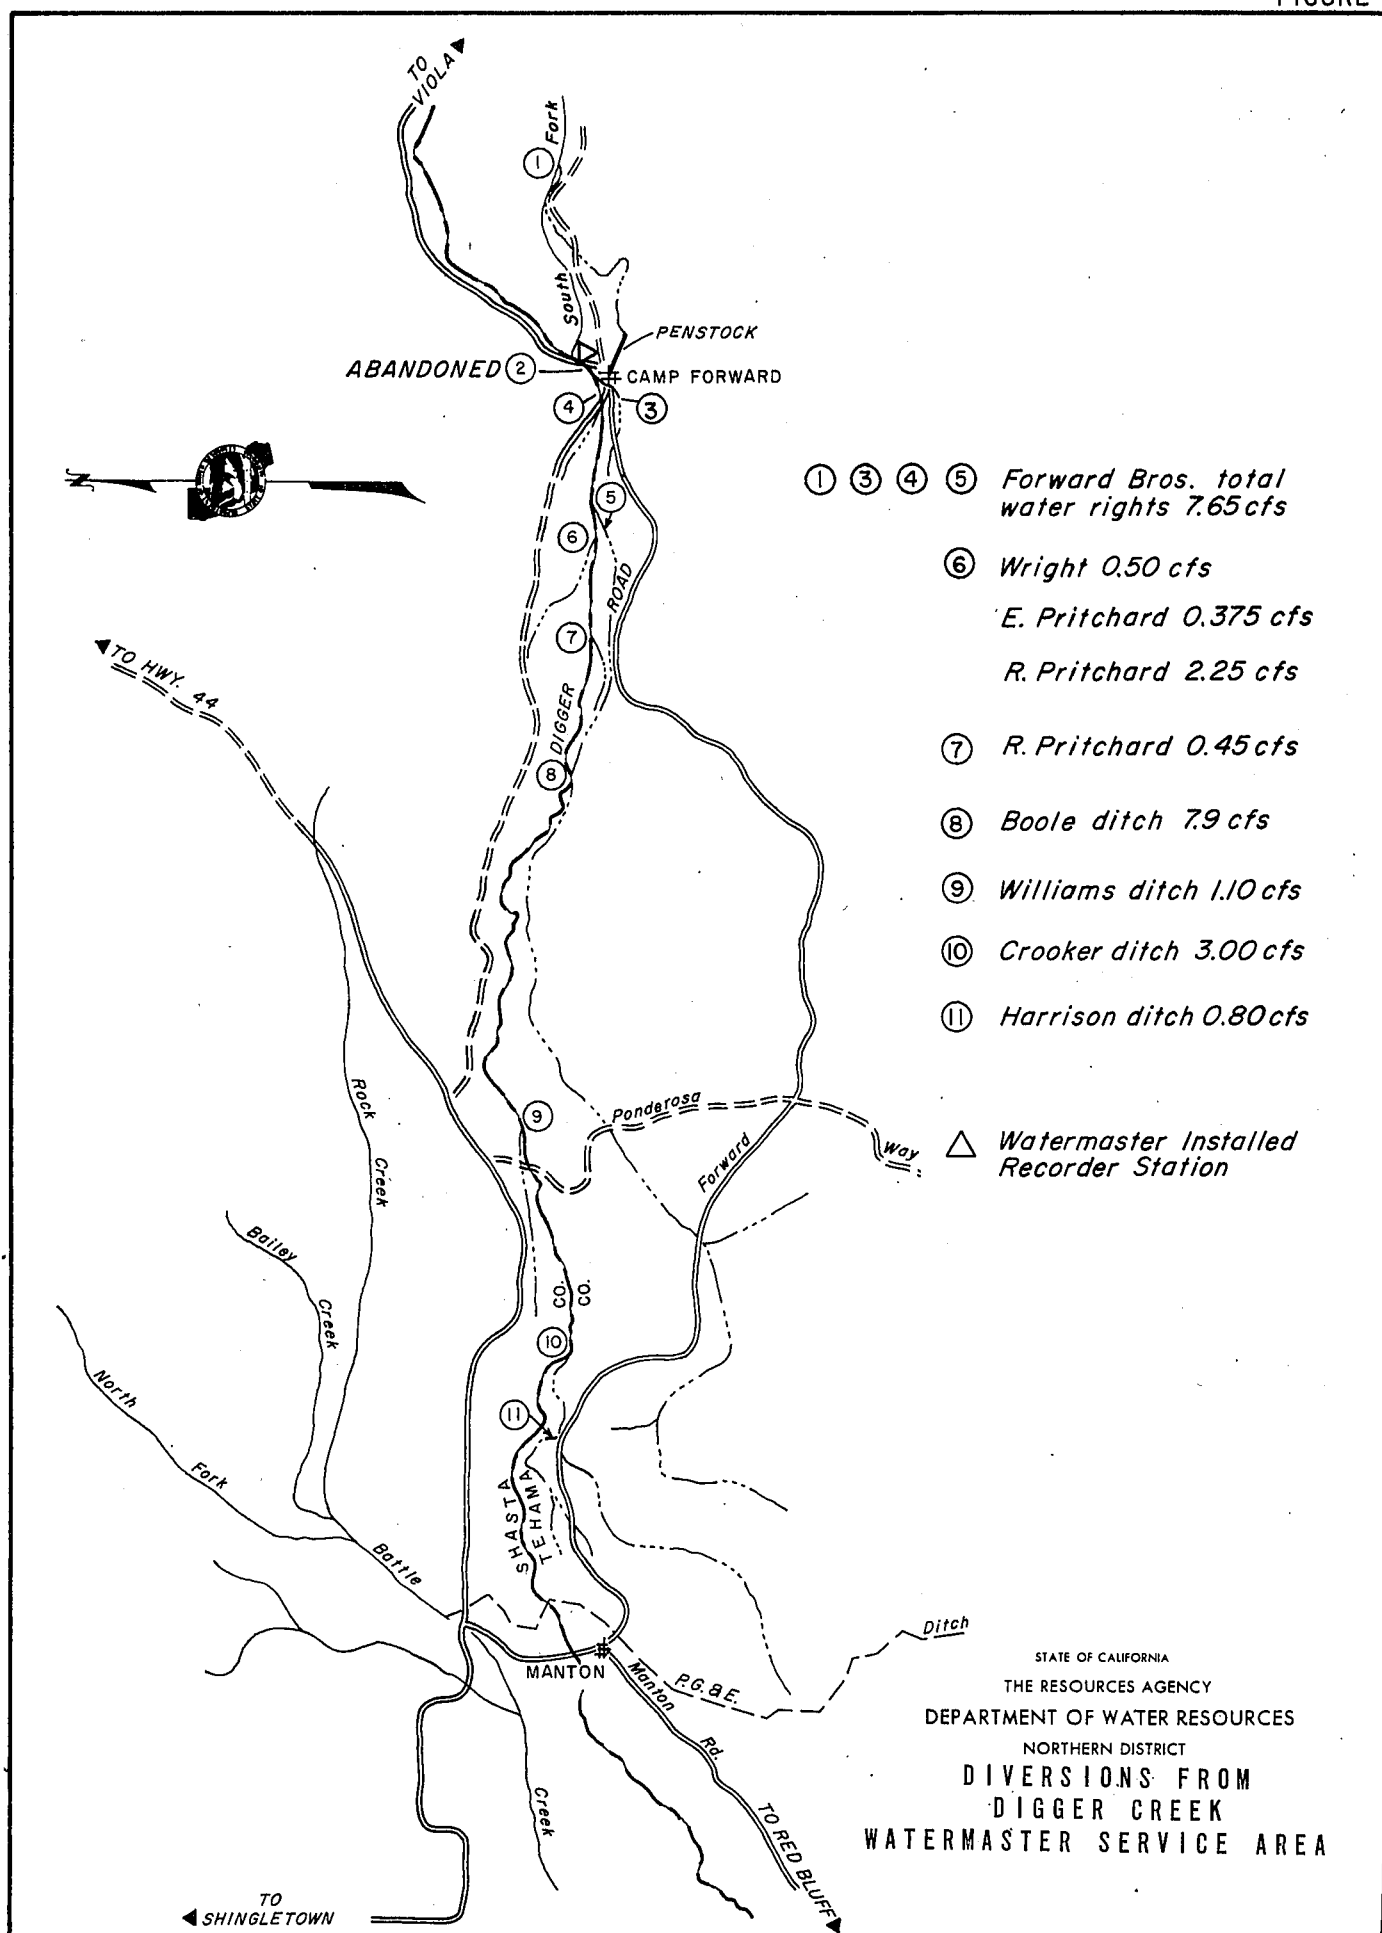 TO
VIOLA
Fork
1
South
PENSTOCK
ABANDONED 2
CAMP FORWARD
4
3
N
5
6
ROAD
7
DIGGER
8
TO HWY. 44
1 3 4 5 Forward Bros. total
water rights 7.65 cfs
6 Wright 0.50 cfs
E. Pritchard 0.375 cfs
R. Pritchard 2.25 cfs
7 R. Pritchard 0.45 cfs
8 Boole ditch 7.9 cfs
9 Williams ditch 1.10 cfs
10 Crooker ditch 3.00 cfs
11 Harrison ditch 0.80 cfs
Watermaster Installed
Recorder Station
Rock
Creek
9
Ponderosa
Way
Forward
Bailey
Creek
CO.
CO.
10
North
Fork
11
SHASTA
TEHAMA
Battle
MANTON
Manton
Rd.
P.G.&E.
Ditch
Creek
TO RED BLUFF
TO
SHINGLETOWN
STATE OF CALIFORNIA
THE RESOURCES AGENCY
DEPARTMENT OF WATER RESOURCES
NORTHERN DISTRICT
DIVERSIONS FROM
DIGGER CREEK
WATERMASTER SERVICE AREA